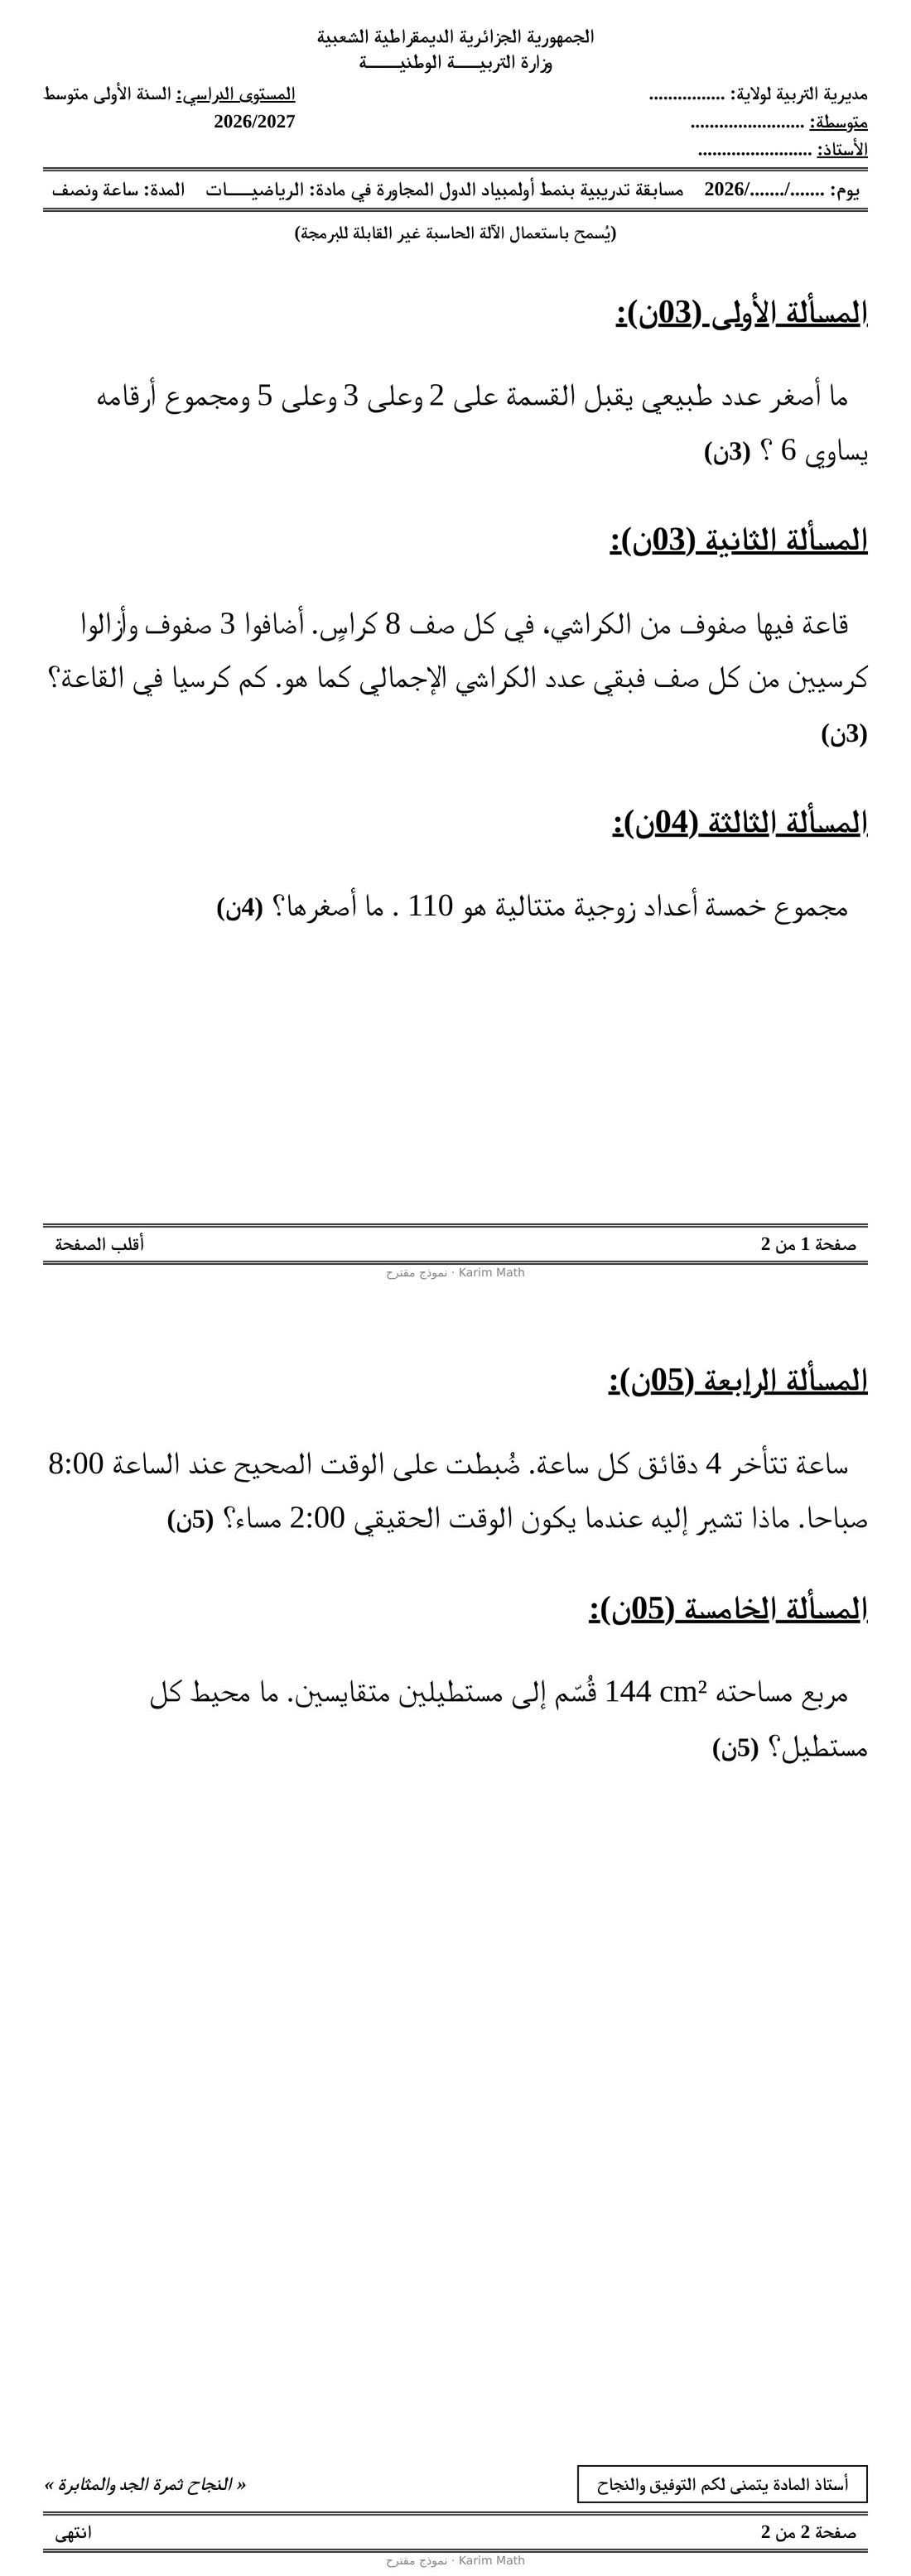 الجمهورية الجزائرية الديمقراطية الشعبية
وزارة التربيــــة الوطنيــــــة
مديرية التربية لولاية: ................
المستوى الدراسي: السنة الأولى متوسط
متوسطة: ........................
2026/2027
الأستاذ: ........................
يوم: ......./......./2026 مسابقة تدريبية بنمط أولمبياد الدول المجاورة في مادة: الرياضيـــــات المدة: ساعة ونصف
(يُسمح باستعمال الآلة الحاسبة غير القابلة للبرمجة)
المسألة الأولى (03ن):
ما أصغر عدد طبيعي يقبل القسمة على 2 وعلى 3 وعلى 5 ومجموع أرقامه
يساوي 6 ؟ (3ن)
المسألة الثانية (03ن):
قاعة فيها صفوف من الكراشي، في كل صف 8 كراسٍ. أضافوا 3 صفوف وأزالوا
كرسيين من كل صف فبقي عدد الكراشي الإجمالي كما هو. كم كرسيا في القاعة؟
(3ن)
المسألة الثالثة (04ن):
مجموع خمسة أعداد زوجية متتالية هو 110 . ما أصغرها؟ (4ن)
صفحة 1 من 2
أقلب الصفحة
نموذج مقترح · Karim Math
المسألة الرابعة (05ن):
ساعة تتأخر 4 دقائق كل ساعة. ضُبطت على الوقت الصحيح عند الساعة 8:00
صباحا. ماذا تشير إليه عندما يكون الوقت الحقيقي 2:00 مساء؟ (5ن)
المسألة الخامسة (05ن):
مربع مساحته 144 cm² قُسّم إلى مستطيلين متقايسين. ما محيط كل
مستطيل؟ (5ن)
أستاذ المادة يتمنى لكم التوفيق والنجاح
« النجاح ثمرة الجد والمثابرة »
صفحة 2 من 2
انتهى
نموذج مقترح · Karim Math